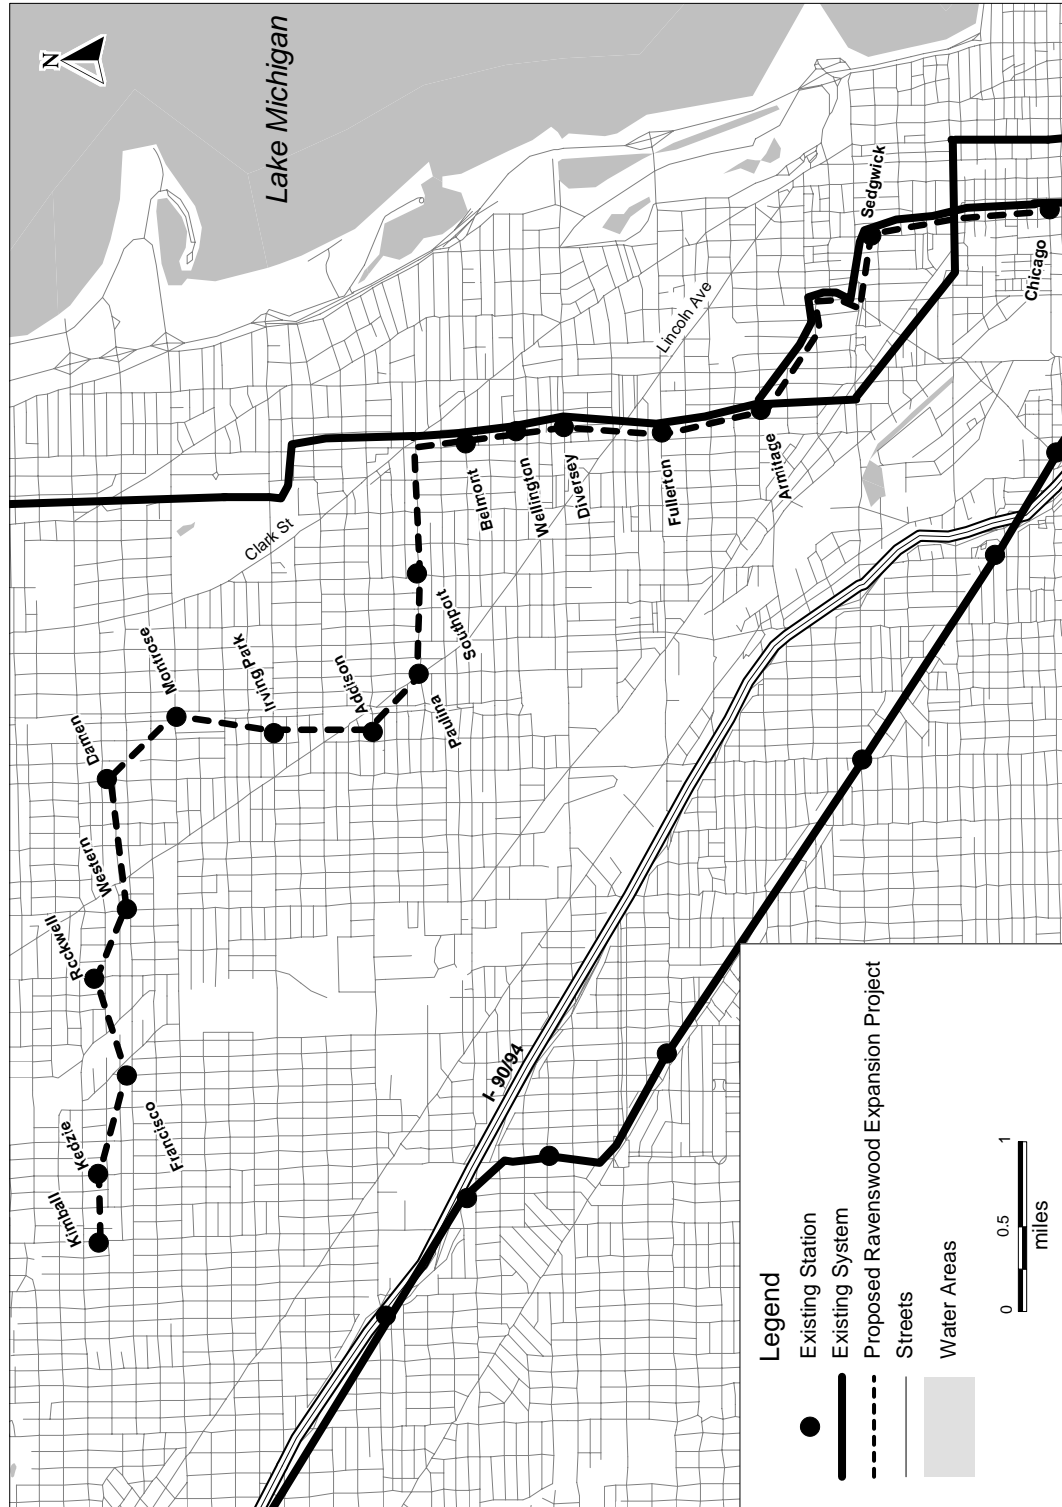 N
Lake Michigan
Sedgwick
Chicago
Lincoln Ave
Clark St
Belmont
Wellington
Diversey
Fullerton
Armitage
Southport
Paulina
Addison
Irving Park
Montrose
Damen
Western
Rockwell
Francisco
Kedzie
Kimball
I- 90/94
Legend
Existing Station
Existing System
Proposed Ravenswood Expansion Project
Streets
Water Areas
0 0.5 1
miles